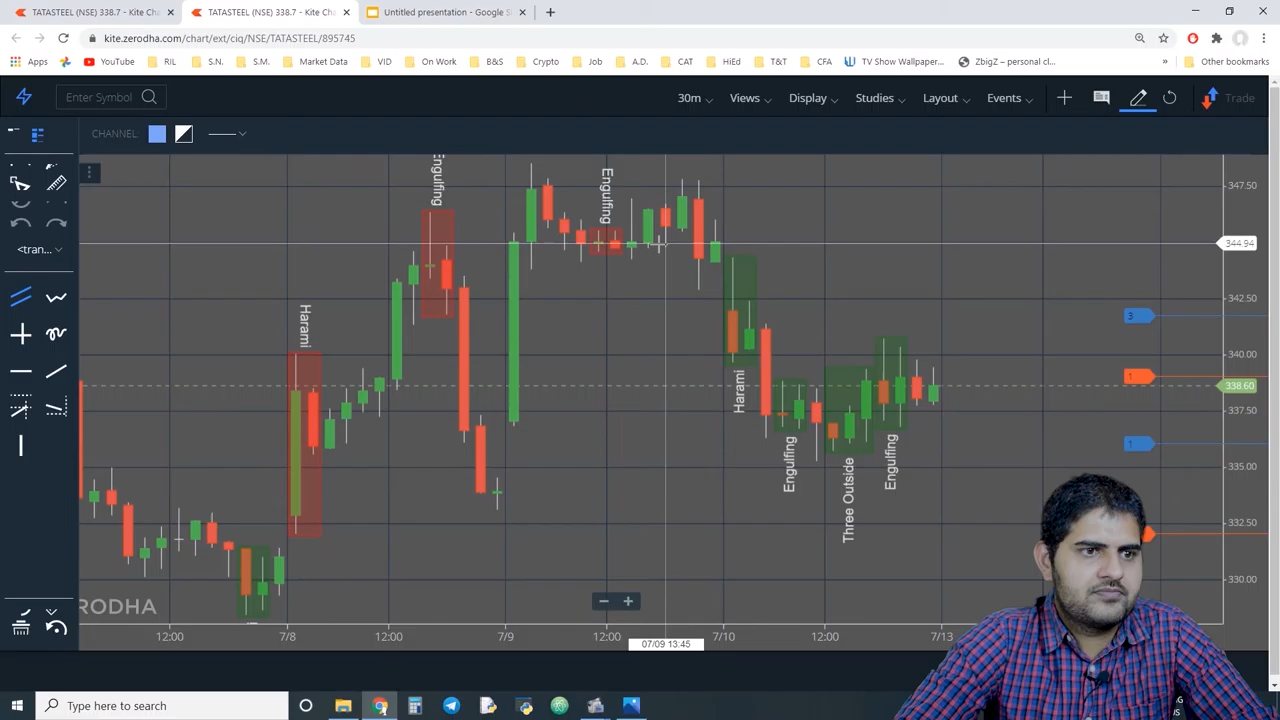 TATASTEEL (NSE) 338.7 - Kite Cha
TATASTEEL (NSE) 338.7 - Kite Cha
Untitled presentation - Google Sl
kite.zerodha.com/chart/ext/ciq/NSE/TATASTEEL/895745
Apps YouTube RIL S.N. S.M. Market Data VID On Work B&S Crypto Job A.D. CAT HiEd T&T CFA TV Show Wallpaper... ZbigZ – personal cl... Other bookmarks
Enter Symbol 30m Views Display Studies Layout Events Trade
CHANNEL:
<tran...
Engulfing
Engulfing
Harami
Harami
Engulfing
Three Outside
Engulfing
347.50
344.94
342.50
340.00
338.60
337.50
335.00
332.50
330.00
3
1
1
ERODHA
12:00 7/8 12:00 7/9 12:00 7/10 12:00 7/13
07/09 13:45
Type here to search